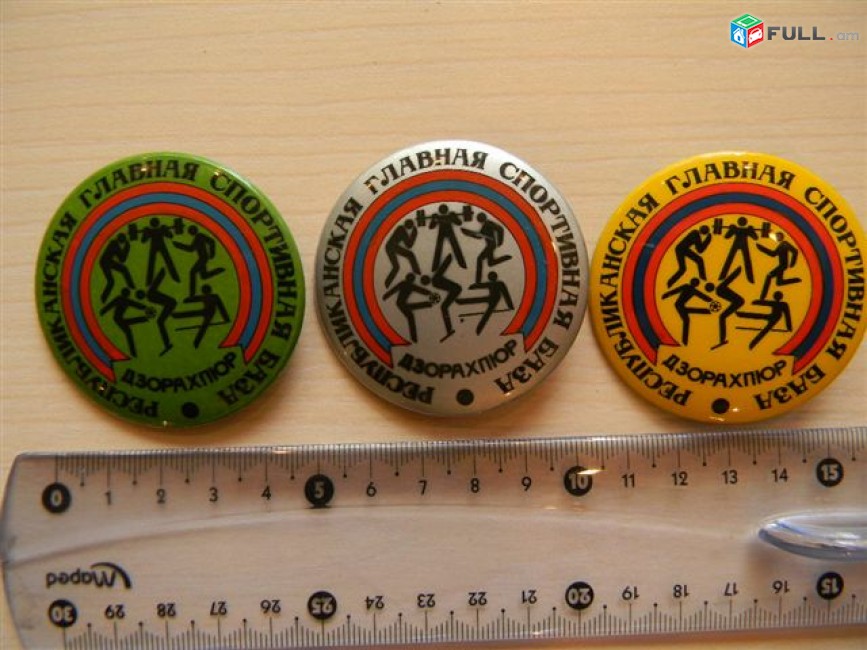 FULL.am
РЕСПУБЛИКАНСКАЯ ГЛАВНАЯ СПОРТИВНАЯ БАЗА
ДЗОРАХПЮР
РЕСПУБЛИКАНСКАЯ ГЛАВНАЯ СПОРТИВНАЯ БАЗА
ДЗОРАХПЮР
РЕСПУБЛИКАНСКАЯ ГЛАВНАЯ СПОРТИВНАЯ БАЗА
ДЗОРАХПЮР
0 1 2 3 4 5 6 7 8 9 10 11 12 13 14 15
Maped
30 29 28 27 26 25 24 23 22 21 20 19 18 17 16 15